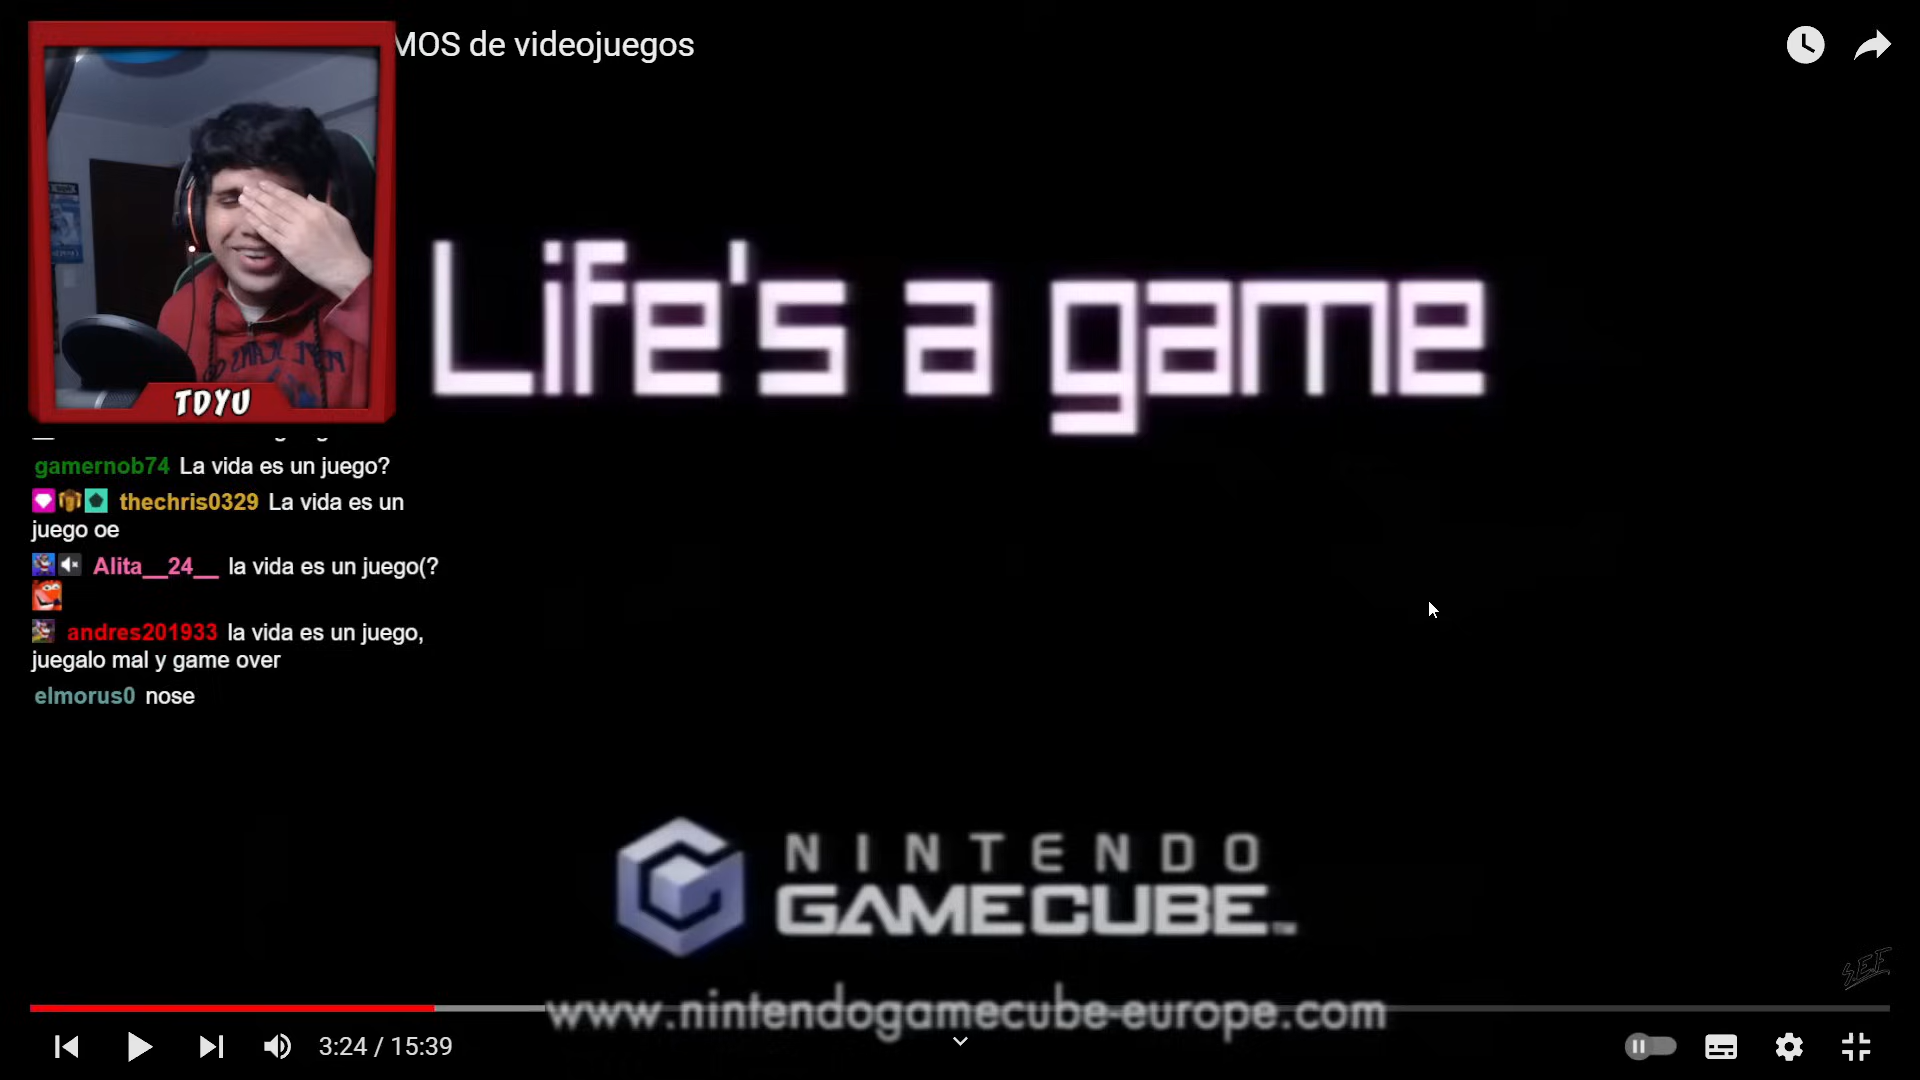 MOS de videojuegos
Life's a game
TDYU
gamernob74 La vida es un juego?
thechris0329 La vida es un
juego oe
Alita__24__ la vida es un juego(?
andres201933 la vida es un juego,
juegalo mal y game over
elmorus0 nose
NINTENDO
GAMECUBE™
www.nintendogamecube-europe.com
3:24 / 15:39